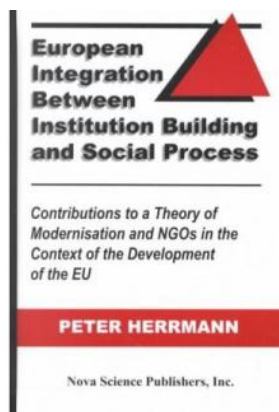 European
Integration
Between
Institution Building
and Social Process
Contributions to a Theory of
Modernisation and NGOs in the
Context of the Development
of the EU
PETER HERRMANN
Nova Science Publishers, Inc.